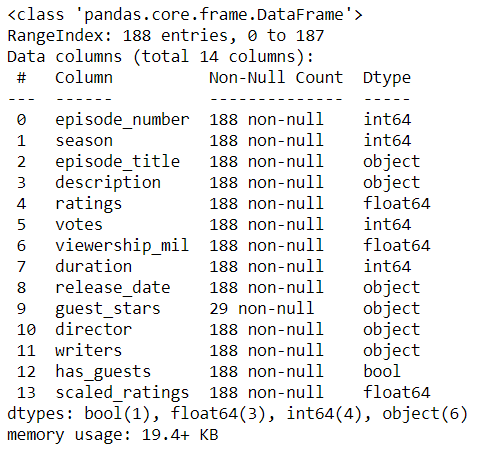 <class 'pandas.core.frame.DataFrame'>
RangeIndex: 188 entries, 0 to 187
Data columns (total 14 columns):
 #   Column          Non-Null Count  Dtype
---  ------          --------------  -----
 0   episode_number  188 non-null    int64
 1   season          188 non-null    int64
 2   episode_title   188 non-null    object
 3   description     188 non-null    object
 4   ratings         188 non-null    float64
 5   votes           188 non-null    int64
 6   viewership_mil  188 non-null    float64
 7   duration        188 non-null    int64
 8   release_date    188 non-null    object
 9   guest_stars     29 non-null     object
 10  director        188 non-null    object
 11  writers         188 non-null    object
 12  has_guests      188 non-null    bool
 13  scaled_ratings  188 non-null    float64
dtypes: bool(1), float64(3), int64(4), object(6)
memory usage: 19.4+ KB